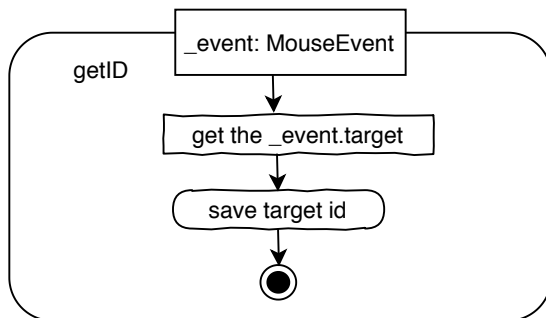 _event: MouseEvent
getID
get the _event.target
save target id